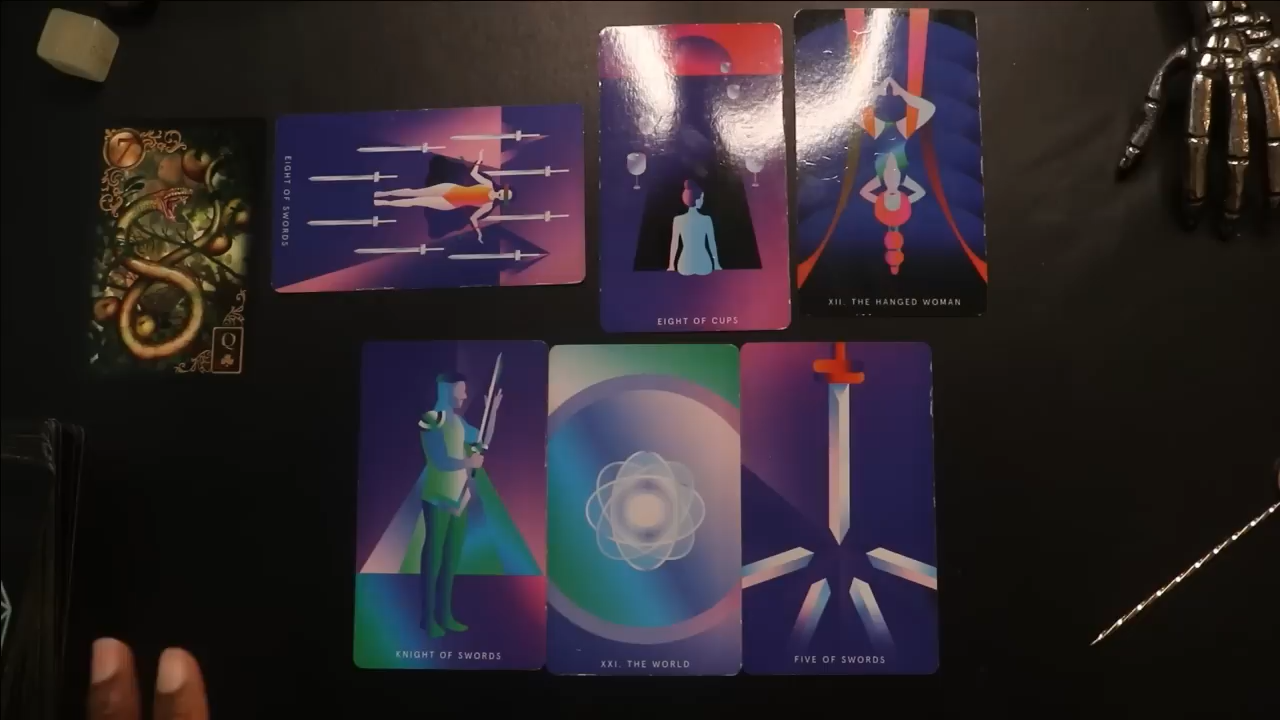 7
Q
EIGHT OF SWORDS
EIGHT OF CUPS
XII. THE HANGED WOMAN
KNIGHT OF SWORDS
XXI. THE WORLD
FIVE OF SWORDS